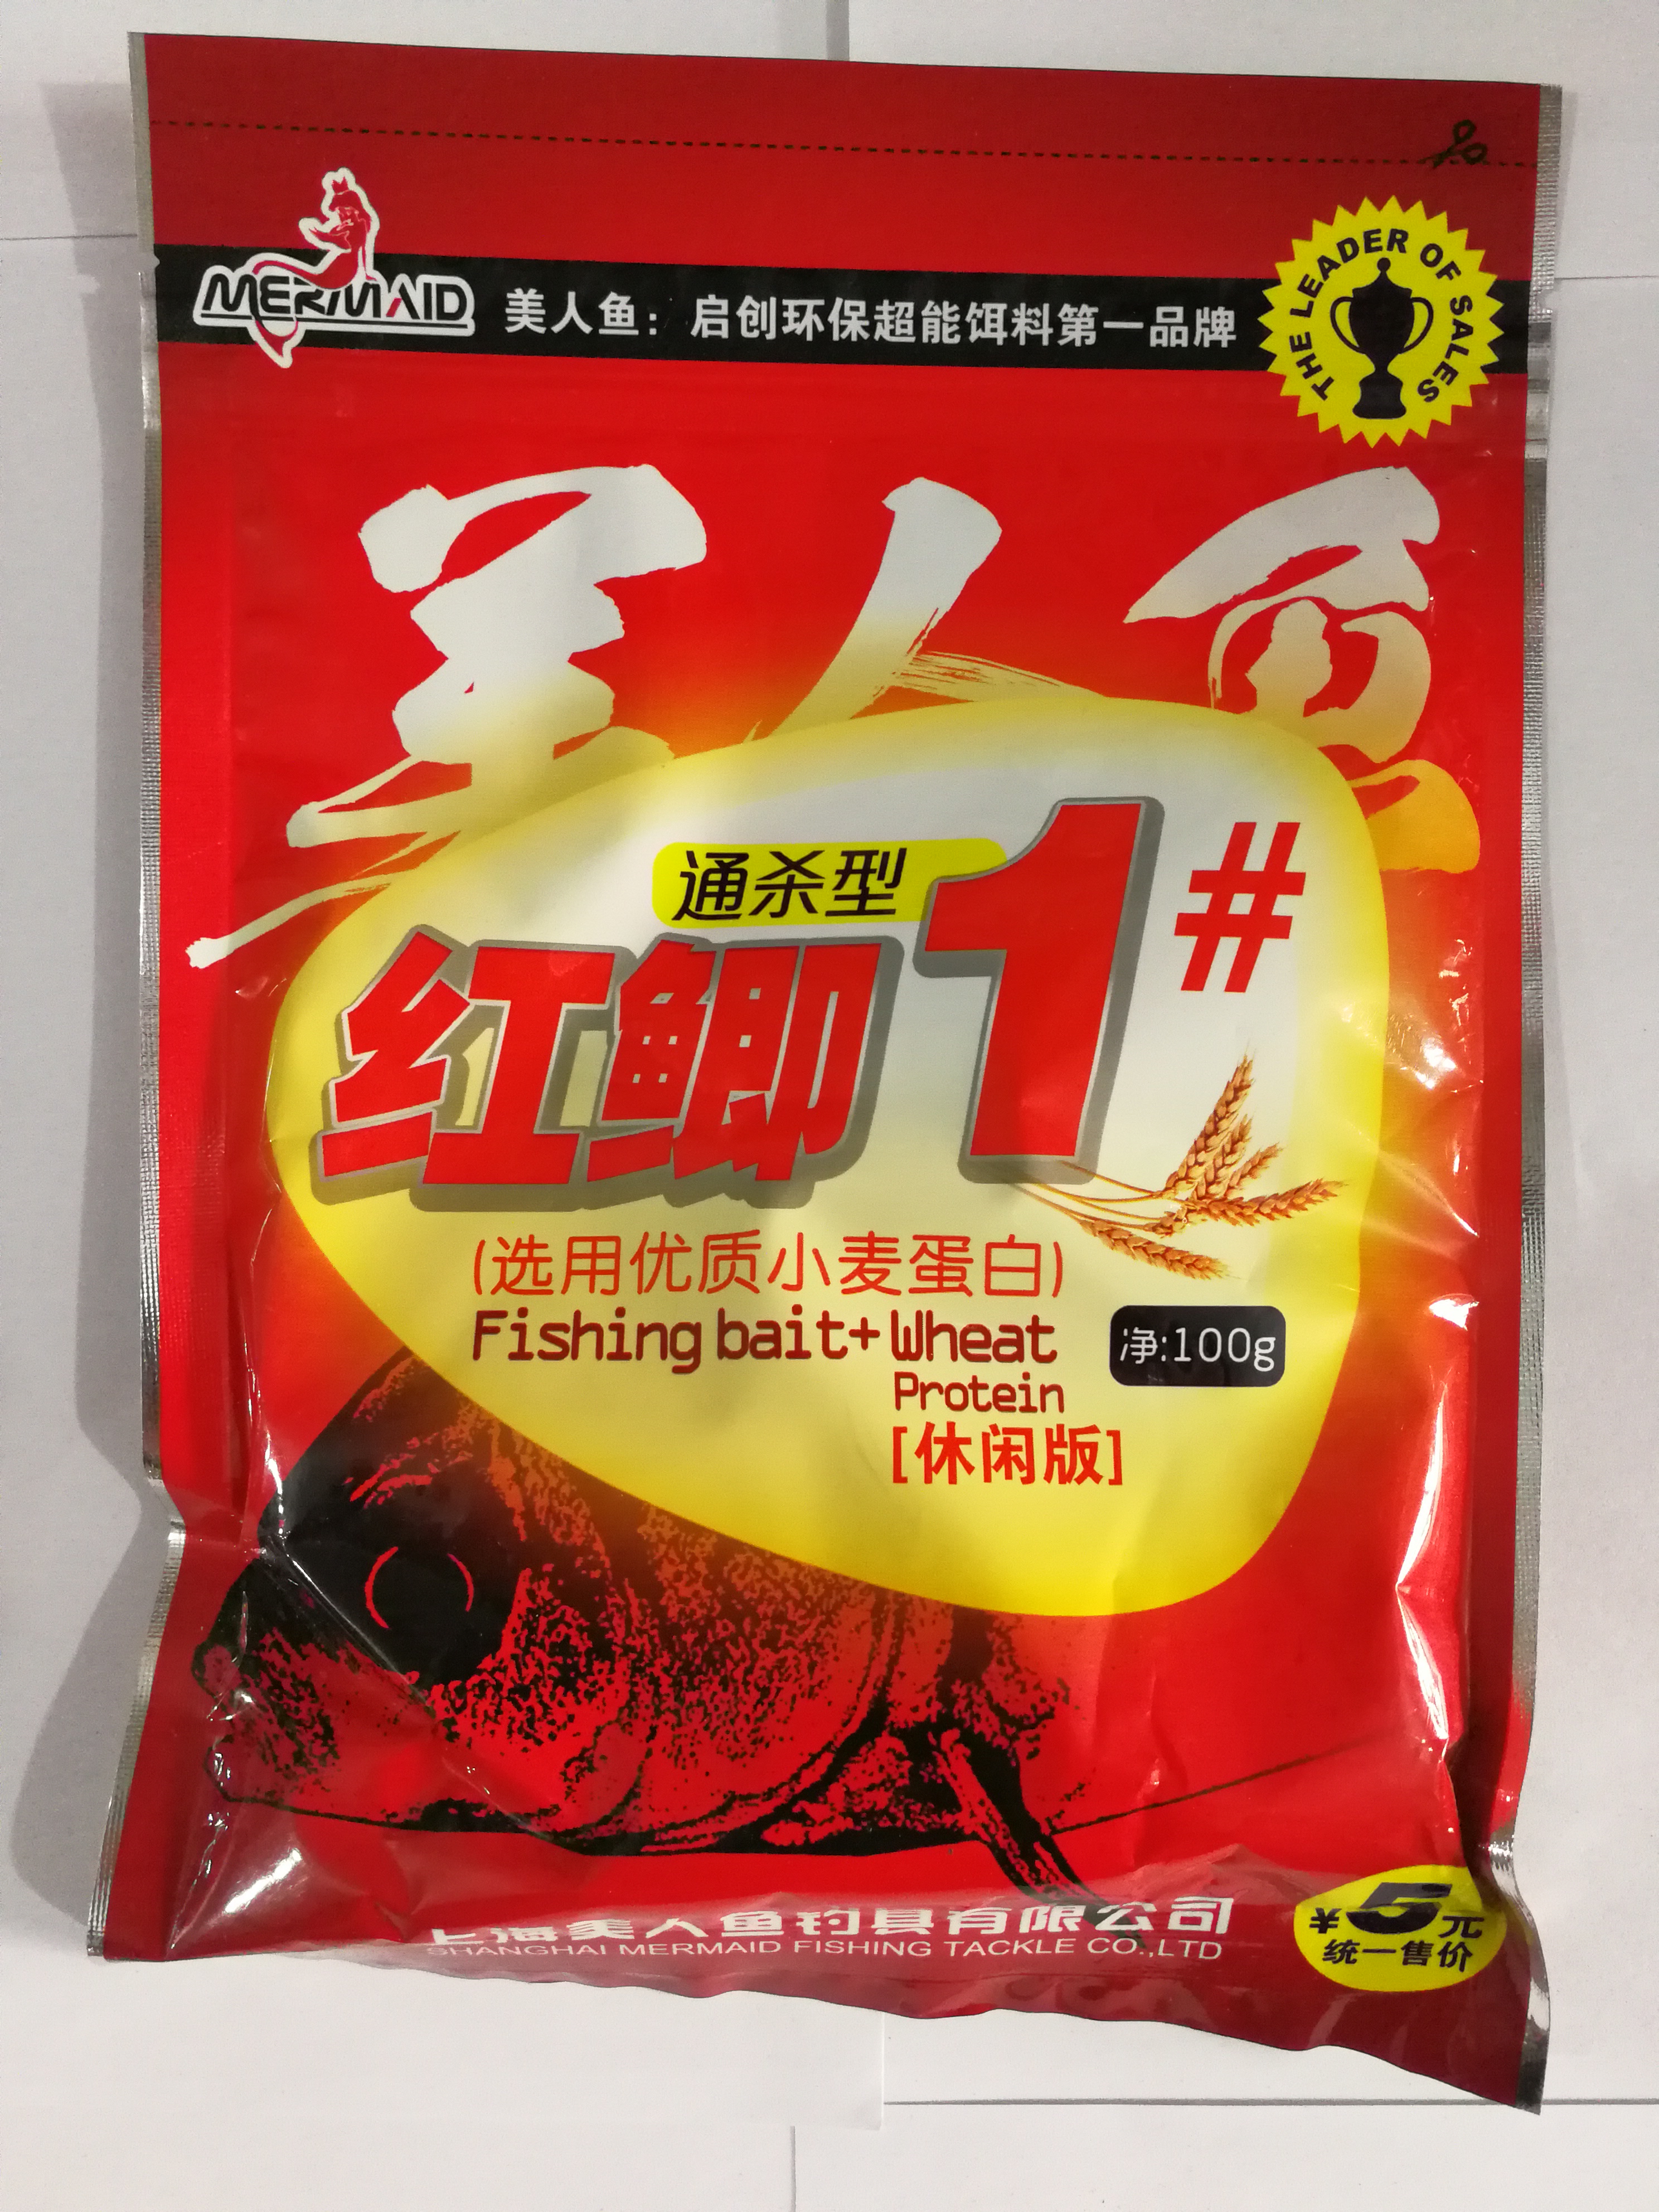 MERMAID
美人鱼：启创环保超能饵料第一品牌
THE LEADER OF SALES
美人鱼
通杀型
红鲫1#
(选用优质小麦蛋白)
Fishing bait+Wheat
Protein
净:100g
[休闲版]
上海美人鱼钓具有限公司
SHANGHAI MERMAID FISHING TACKLE CO.,LTD
¥5元
统一售价